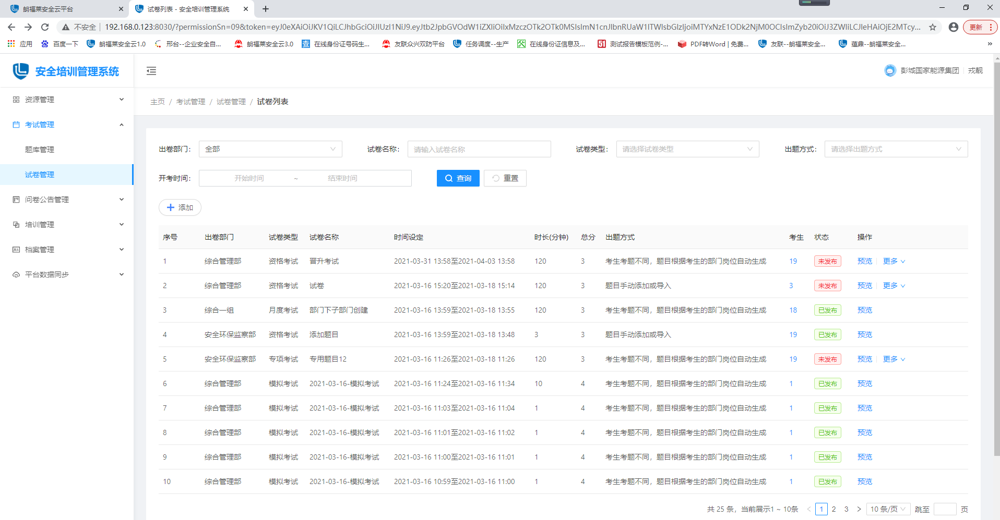 朗福莱安全云平台
试卷列表 - 安全培训管理系统
不安全
192.168.0.123:8030/?permissionSn=09&token=
更新
应用
百度一下
朗福莱安全云1.0
邢台--企业安全自...
朗福莱安全云3.0
查
在线身份证号码生...
友联众兴双防平台
任务调度--生产
在线身份证信息及...
51
测试报告模板范例-...
PDF转Word | 免费...
友联--朗福莱安全...
蕴鼎--朗福莱安全...
安全培训管理系统
彭城国家能源集团
戎靓
资源管理
考试管理
题库管理
试卷管理
问卷公告管理
培训管理
档案管理
平台数据同步
主页 / 考试管理 / 试卷管理 / 试卷列表
出卷部门： 全部 试卷名称： 请输入试卷名称 试卷类型： 请选择试卷类型 出题方式： 请选择出题方式
开考时间： 开始时间 ~ 结束时间 查询 重置
添加
序号 出卷部门 试卷类型 试卷名称 时间设定 时长(分钟) 总分 出题方式 考生 状态 操作
1 综合管理部 资格考试 晋升考试 2021-03-31 13:58至2021-04-03 13:58 120 3 考生考题不同，题目根据考生的部门岗位自动生成 19 未发布 预览 更多
2 综合管理部 资格考试 试卷 2021-03-16 15:20至2021-03-18 15:14 120 3 题目手动添加或导入 3 未发布 预览 更多
3 综合一组 月度考试 部门下子部门创建 2021-03-16 13:59至2021-03-18 13:55 120 3 考生考题不同，题目根据考生的部门岗位自动生成 18 已发布 预览
4 安全环保监察部 资格考试 添加题目 2021-03-16 13:59至2021-03-18 13:48 3 3 题目手动添加或导入 19 已发布 预览
5 安全环保监察部 专项考试 专用题目12 2021-03-16 11:26至2021-03-18 11:26 120 3 考生考题不同，题目根据考生的部门岗位自动生成 19 未发布 预览 更多
6 综合管理部 模拟考试 2021-03-16-模拟考试 2021-03-16 11:24至2021-03-16 11:34 10 4 考生考题不同，题目根据考生的部门岗位自动生成 1 已发布 预览
7 综合管理部 模拟考试 2021-03-16-模拟考试 2021-03-16 11:03至2021-03-16 11:04 1 4 考生考题不同，题目根据考生的部门岗位自动生成 1 已发布 预览
8 综合管理部 模拟考试 2021-03-16-模拟考试 2021-03-16 11:01至2021-03-16 11:02 1 4 考生考题不同，题目根据考生的部门岗位自动生成 1 已发布 预览
9 综合管理部 模拟考试 2021-03-16-模拟考试 2021-03-16 11:00至2021-03-16 11:01 1 4 考生考题不同，题目根据考生的部门岗位自动生成 1 已发布 预览
10 综合管理部 模拟考试 2021-03-16-模拟考试 2021-03-16 10:59至2021-03-16 11:00 1 4 考生考题不同，题目根据考生的部门岗位自动生成 1 已发布 预览
共 25 条，当前展示1 ~ 10条 < 1 2 3 > 10 条/页 跳至 页